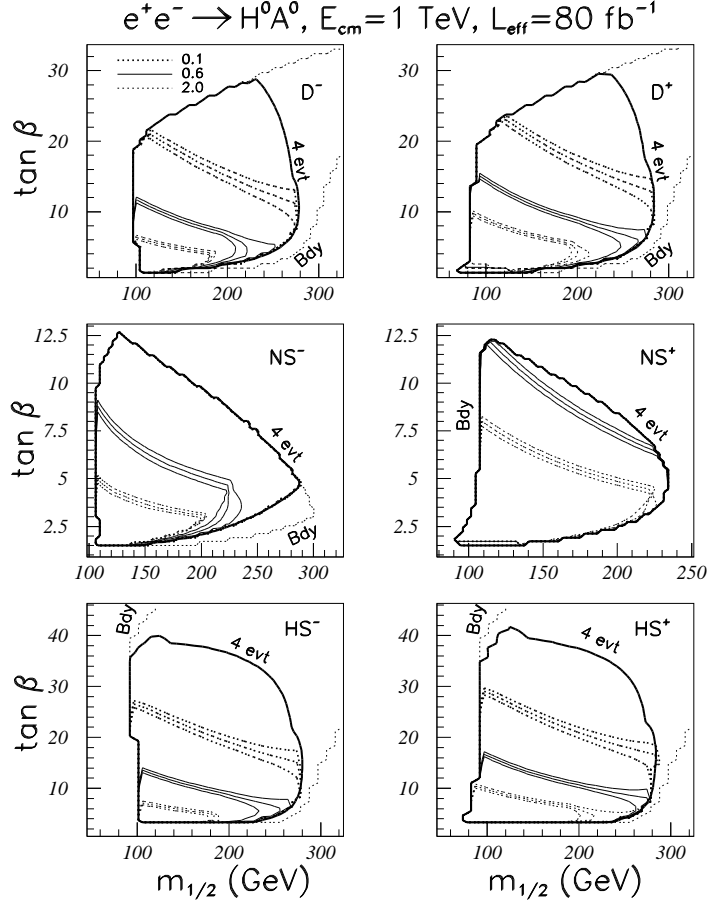 e⁺e⁻ → H⁰A⁰, E_cm=1 TeV, L_eff=80 fb⁻¹
0.1
0.6
2.0
D⁻
4 evt
Bdy
tan β
30
20
10
100 200 300
D⁺
4 evt
Bdy
30
20
10
100 200 300
NS⁻
4 evt
Bdy
tan β
12.5
10
7.5
5
2.5
100 150 200 250 300
NS⁺
4 evt
Bdy
12.5
10
7.5
5
2.5
100 150 200 250
HS⁻
4 evt
Bdy
tan β
40
30
20
10
100 200 300
m_1/2 (GeV)
HS⁺
4 evt
Bdy
40
30
20
10
100 200 300
m_1/2 (GeV)